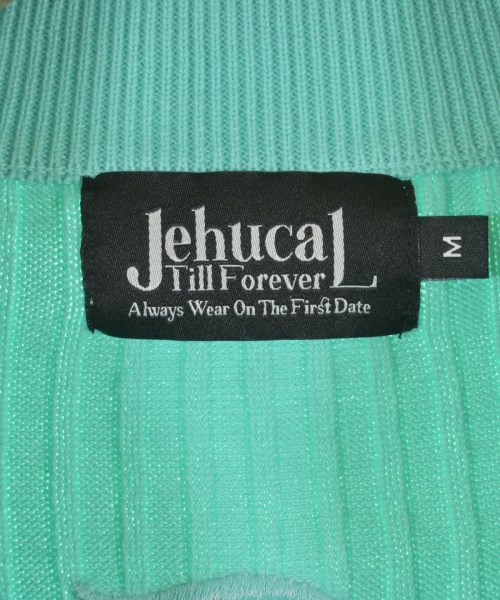 JehucaL
Till Forever
Always Wear On The First Date
M